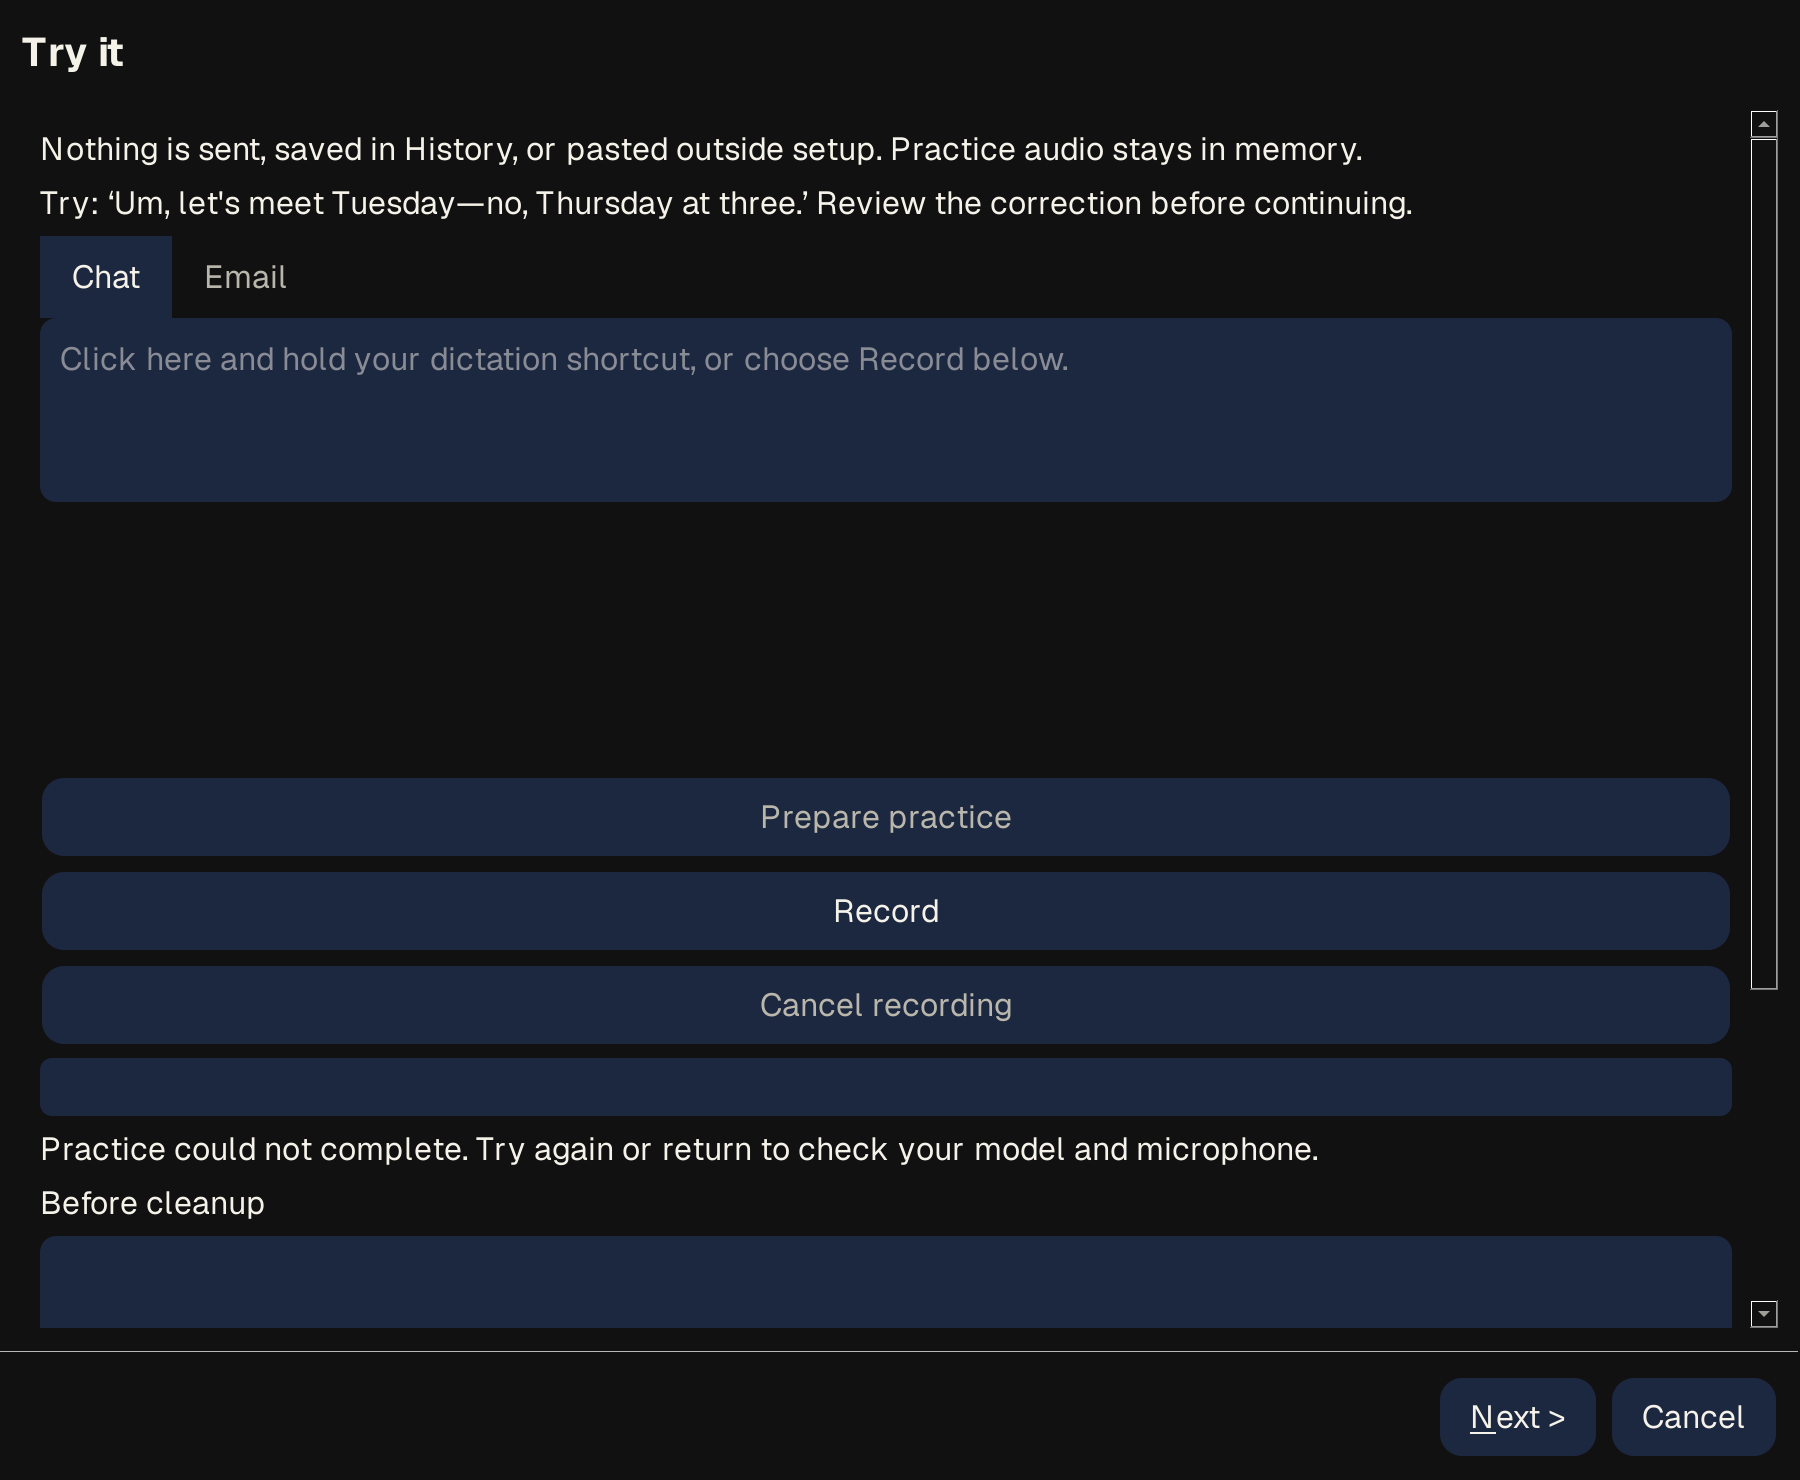 Try it
Nothing is sent, saved in History, or pasted outside setup. Practice audio stays in memory.
Try: ‘Um, let's meet Tuesday—no, Thursday at three.’ Review the correction before continuing.
Chat
Email
Click here and hold your dictation shortcut, or choose Record below.
Prepare practice
Record
Cancel recording
Practice could not complete. Try again or return to check your model and microphone.
Before cleanup
Next >
Cancel